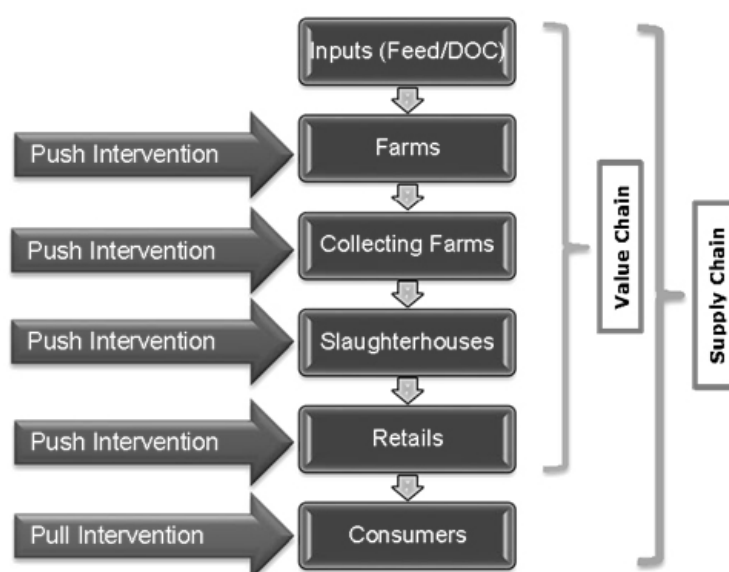 Inputs (Feed/DOC)
Push Intervention
Farms
Push Intervention
Collecting Farms
Push Intervention
Slaughterhouses
Push Intervention
Retails
Pull Intervention
Consumers
Value Chain
Supply Chain